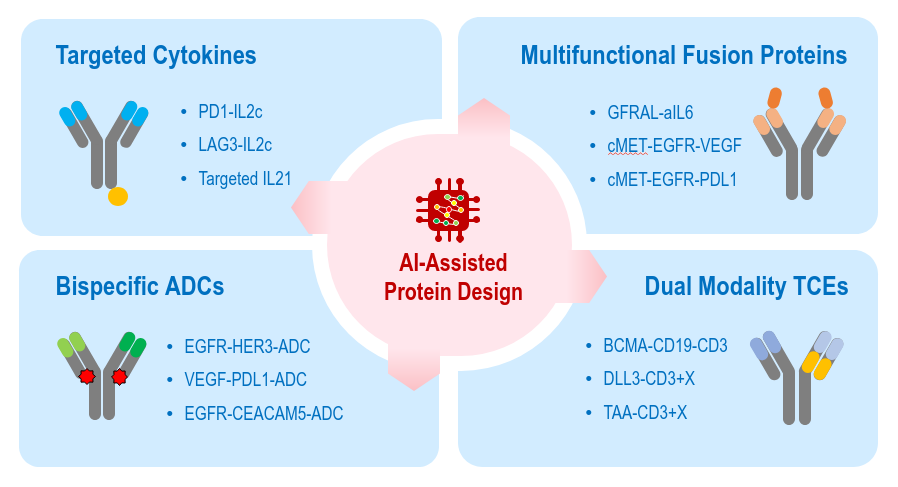 Targeted Cytokines
• PD1-IL2c
• LAG3-IL2c
• Targeted IL21
Multifunctional Fusion Proteins
• GFRAL-aIL6
• cMET-EGFR-VEGF
• cMET-EGFR-PDL1
AI-Assisted
Protein Design
Bispecific ADCs
• EGFR-HER3-ADC
• VEGF-PDL1-ADC
• EGFR-CEACAM5-ADC
Dual Modality TCEs
• BCMA-CD19-CD3
• DLL3-CD3+X
• TAA-CD3+X